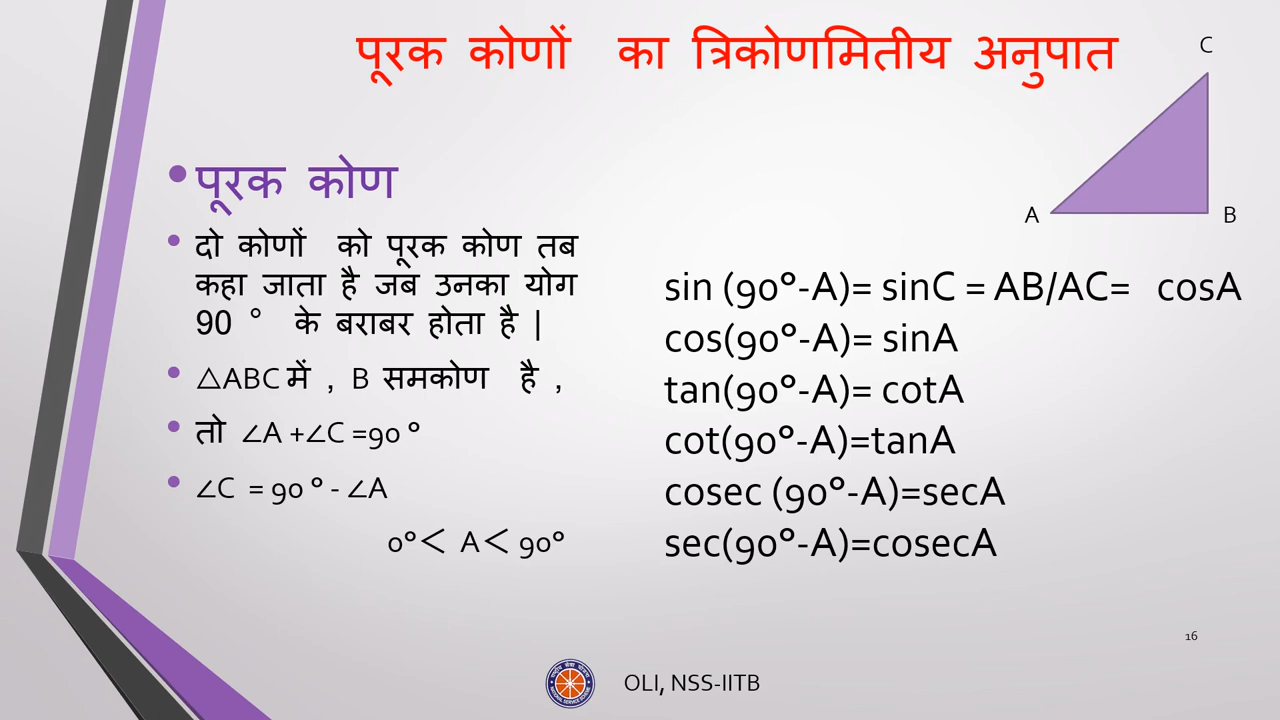 पूरक कोणों का त्रिकोणमितीय अनुपात
C
A
B
• पूरक कोण
• दो कोणों को पूरक कोण तब
कहा जाता है जब उनका योग
90 ° के बराबर होता है |
• △ABC में , B समकोण है ,
• तो ∠A +∠C =90 °
• ∠C = 90 ° - ∠A
0°< A< 90°
sin (90°-A)= sinC = AB/AC= cosA
cos(90°-A)= sinA
tan(90°-A)= cotA
cot(90°-A)=tanA
cosec (90°-A)=secA
sec(90°-A)=cosecA
16
OLI, NSS-IITB